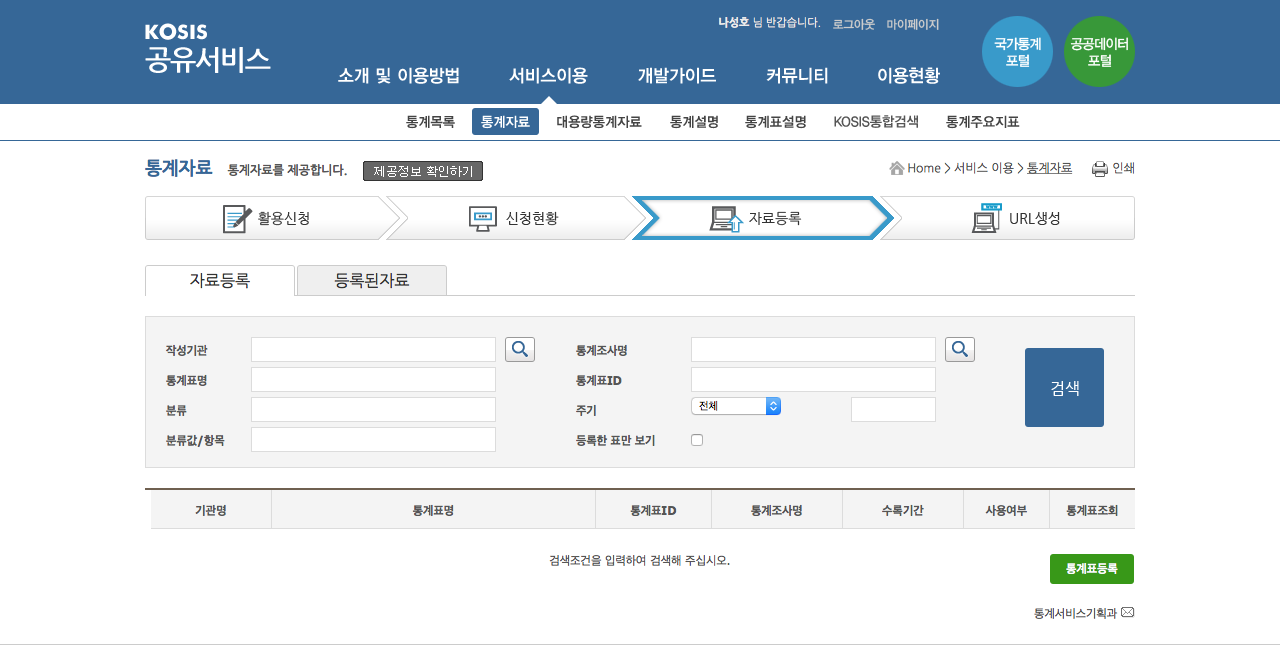 KOSIS
공유서비스
나성호 님 반갑습니다. 로그아웃 마이페이지
국가통계
포털
공공데이터
포털
소개 및 이용방법 서비스이용 개발가이드 커뮤니티 이용현황
통계목록 통계자료 대용량통계자료 통계설명 통계표설명 KOSIS통합검색 통계주요지표
통계자료 통계자료를 제공합니다. 제공정보 확인하기
Home > 서비스 이용 > 통계자료 인쇄
활용신청 신청현황 자료등록 URL생성
자료등록 등록된자료
작성기관 통계조사명
통계표명 통계표ID
분류 주기 전체
분류값/항목 등록한 표만 보기
검색
기관명 통계표명 통계표ID 통계조사명 수록기간 사용여부 통계표조회
검색조건을 입력하여 검색해 주십시오.
통계표등록
통계서비스기획과